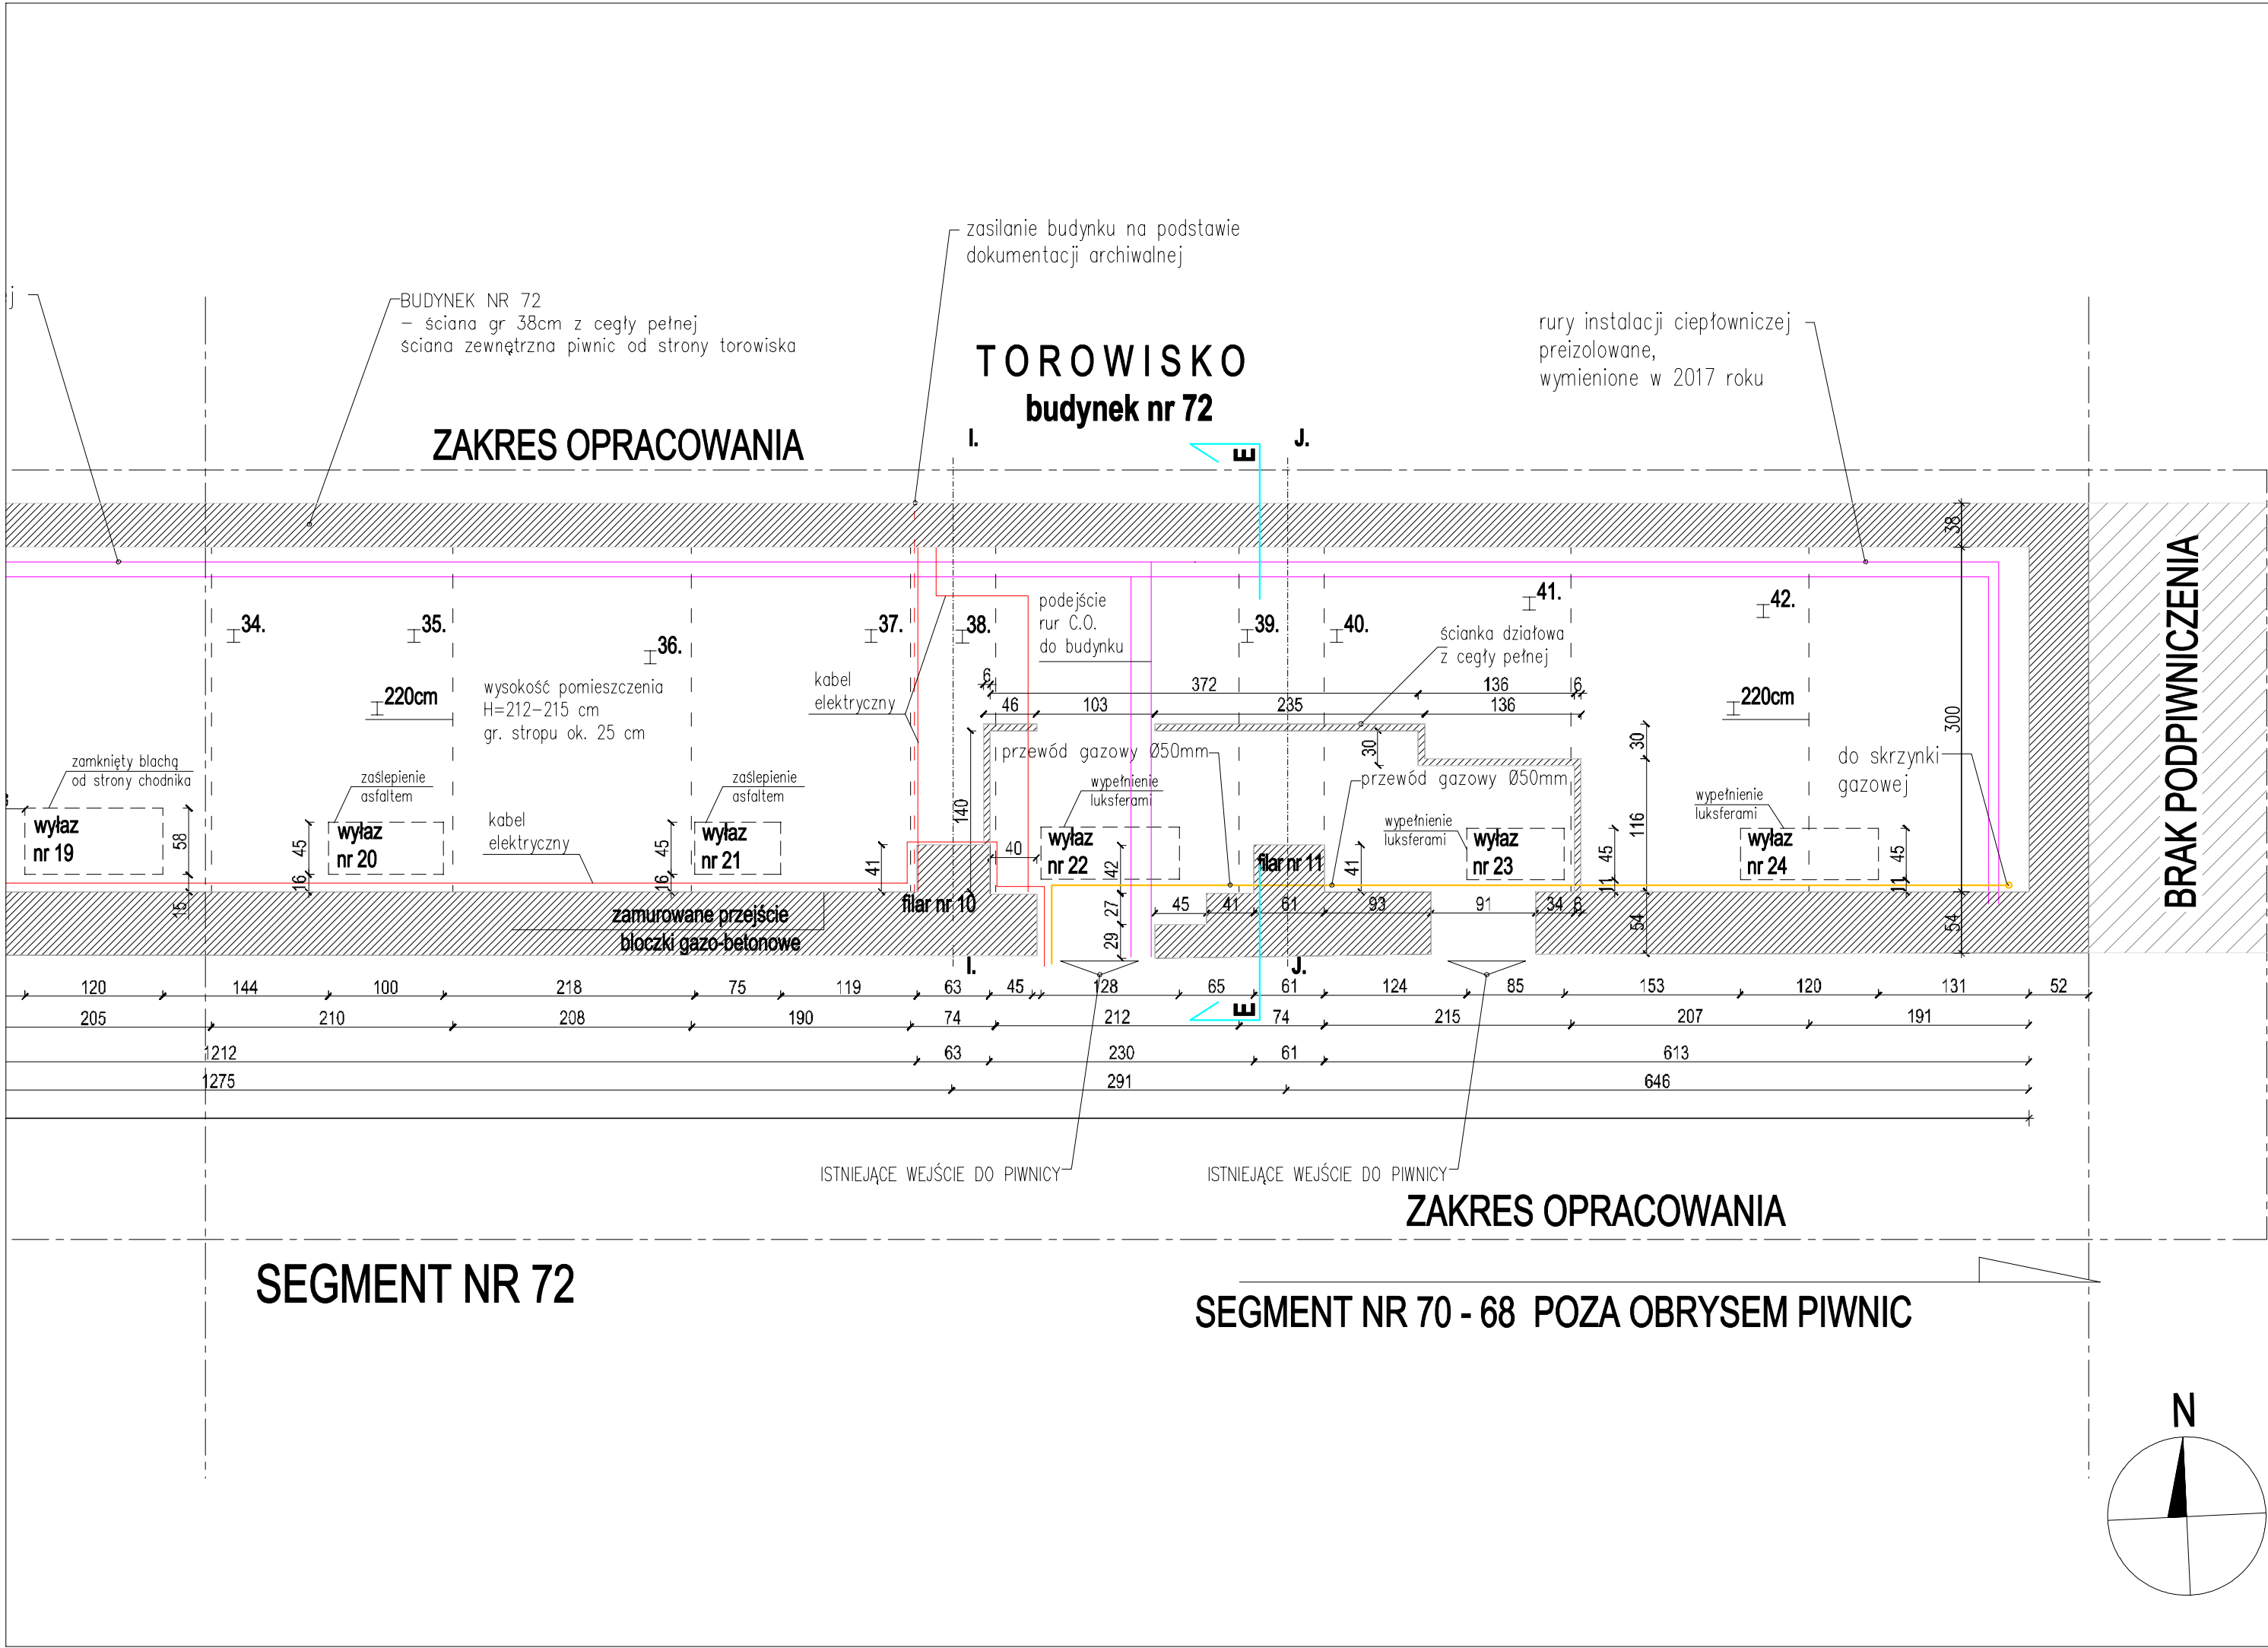 zasilanie budynku na podstawie
dokumentacji archiwalnej
j
BUDYNEK NR 72
- ściana gr 38cm z cegły pełnej
ściana zewnętrzna piwnic od strony torowiska
rury instalacji ciepłowniczej
preizolowane,
wymienione w 2017 roku
TOROWISKO
budynek nr 72
ZAKRES OPRACOWANIA
I.
J.
E
38
BRAK PODPIWNICZENIA
34.
35.
36.
37.
38.
39.
40.
41.
42.
podejście
rur C.O.
do budynku
ścianka działowa
z cegły pełnej
220cm
wysokość pomieszczenia
H=212-215 cm
gr. stropu ok. 25 cm
kabel
elektryczny
6
372
136
6
46
103
235
136
220cm
300
30
30
przewód gazowy Ø50mm
przewód gazowy Ø50mm
do skrzynki
gazowej
zamknięty blachą
od strony chodnika
zaślepienie
asfaltem
zaślepienie
asfaltem
wypełnienie
luksferami
wypełnienie
luksferami
wypełnienie
luksferami
140
116
wyłaz
nr 19
58
15
45
16
wyłaz
nr 20
kabel
elektryczny
45
16
wyłaz
nr 21
41
40
wyłaz
nr 22
42
27
29
filar nr 11
41
wyłaz
nr 23
45
11
wyłaz
nr 24
45
11
54
54
filar nr 10
zamurowane przejście
bloczki gazo-betonowe
45
41
61
93
91
34
6
I.
J.
120
144
100
218
75
119
63
45
128
65
61
124
85
153
120
131
52
E
205
210
208
190
74
212
74
215
207
191
1212
63
230
61
613
1275
291
646
ISTNIEJĄCE WEJŚCIE DO PIWNICY
ISTNIEJĄCE WEJŚCIE DO PIWNICY
ZAKRES OPRACOWANIA
SEGMENT NR 72
SEGMENT NR 70 - 68 POZA OBRYSEM PIWNIC
N